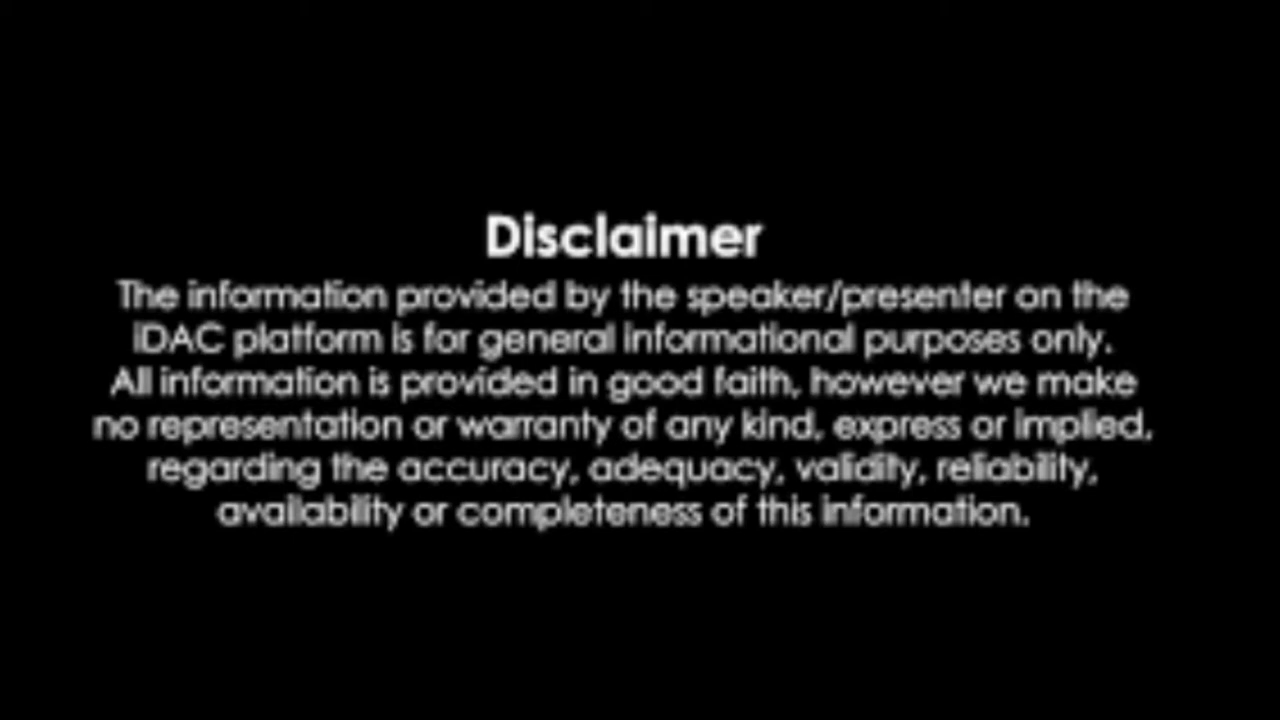 Disclaimer
The information provided by the speaker/presenter on the
iDAC platform is for general informational purposes only.
All information is provided in good faith, however we make
no representation or warranty of any kind, express or implied,
regarding the accuracy, adequacy, validity, reliability,
availability or completeness of this information.